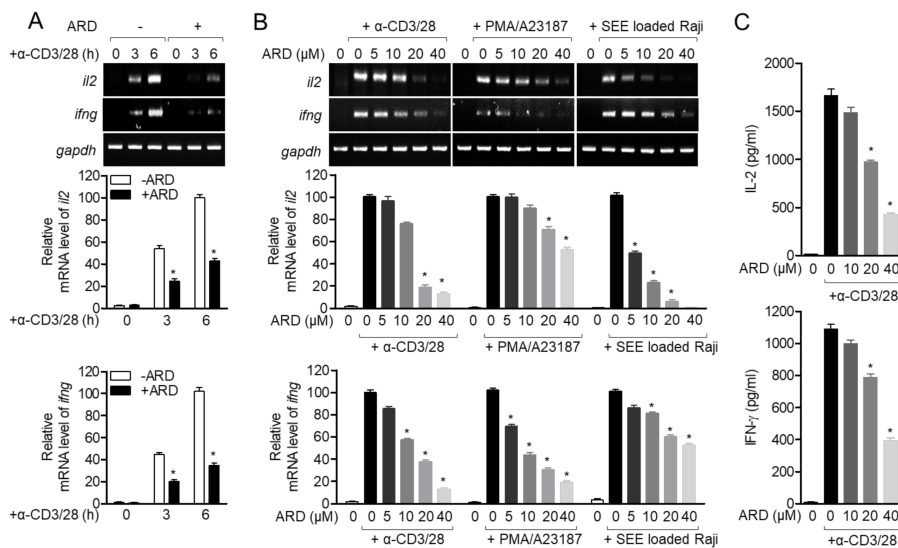 A
ARD - +
+α-CD3/28 (h) 0 3 6 0 3 6
il2
ifng
gapdh
Relative
mRNA level of il2
120
100
80
60
40
20
0
-ARD
+ARD
* *
+α-CD3/28 (h) 0 3 6
Relative
mRNA level of ifng
120
100
80
60
40
20
0
-ARD
+ARD
* *
+α-CD3/28 (h) 0 3 6
B
+ α-CD3/28 + PMA/A23187 + SEE loaded Raji
ARD (μM) 0 0 5 10 20 40 0 0 5 10 20 40 0 0 5 10 20 40
il2
ifng
gapdh
Relative
mRNA level of il2
120
100
80
60
40
20
0
* * * * * * *
ARD (μM) 0 0 5 10 20 40 0 0 5 10 20 40 0 0 5 10 20 40
+ α-CD3/28 + PMA/A23187 + SEE loaded Raji
Relative
mRNA level of ifng
120
100
80
60
40
20
0
* * * * * * * * * *
ARD (μM) 0 0 5 10 20 40 0 0 5 10 20 40 0 0 5 10 20 40
+ α-CD3/28 + PMA/A23187 + SEE loaded Raji
C
IL-2 (pg/ml)
2000
1500
1000
500
0
* *
ARD (μM) 0 0 10 20 40
+α-CD3/28
IFN-γ (pg/ml)
1200
1000
800
600
400
200
0
* *
ARD (μM) 0 0 10 20 40
+α-CD3/28